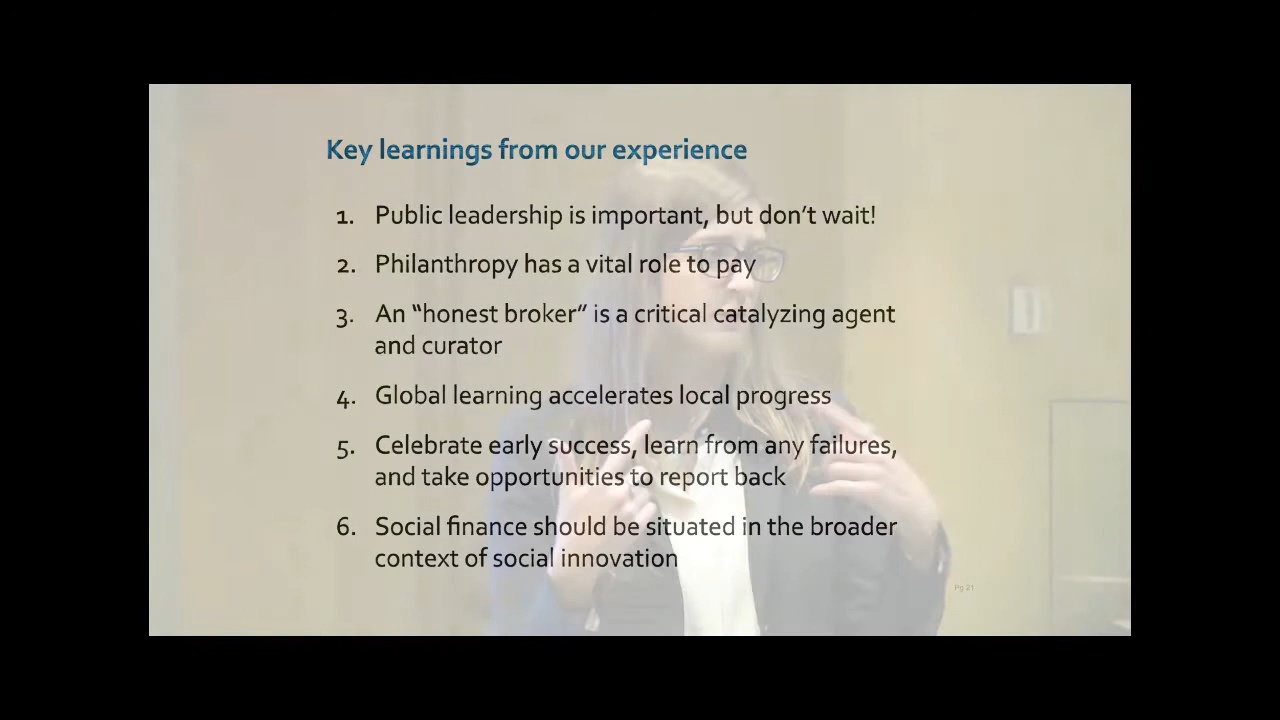 Key learnings from our experience
1. Public leadership is important, but don't wait!
2. Philanthropy has a vital role to pay
3. An “honest broker” is a critical catalyzing agent
and curator
4. Global learning accelerates local progress
5. Celebrate early success, learn from any failures,
and take opportunities to report back
6. Social finance should be situated in the broader
context of social innovation
Pg 21